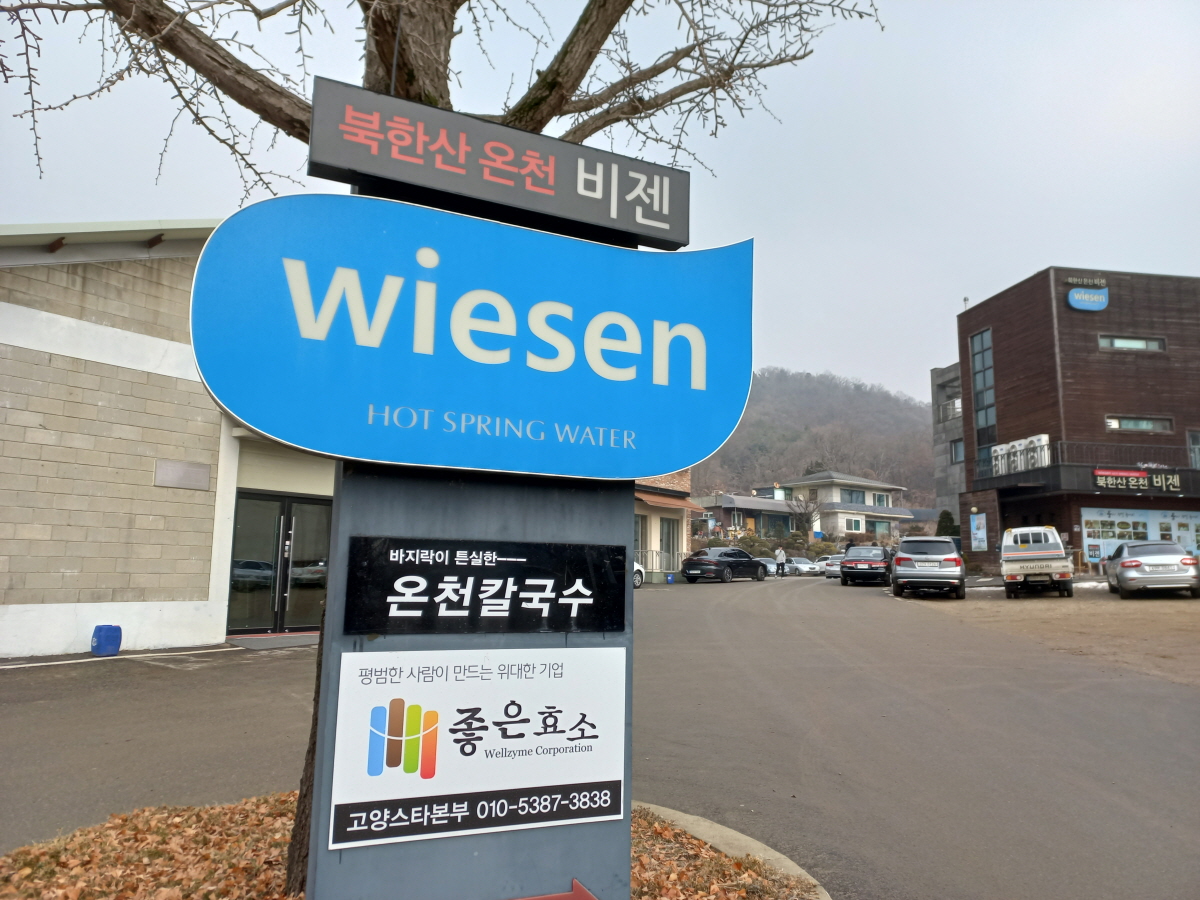 북한산 온천 비젠
wiesen
HOT SPRING WATER
바지락이 튼실한
온천칼국수
평범한 사람이 만드는 위대한 기업
좋은효소
Wellzyme Corporation
고양스타본부 010-5387-3838
북한산 온천 비젠
wiesen
북한산 온천 비젠
HYUNDAI